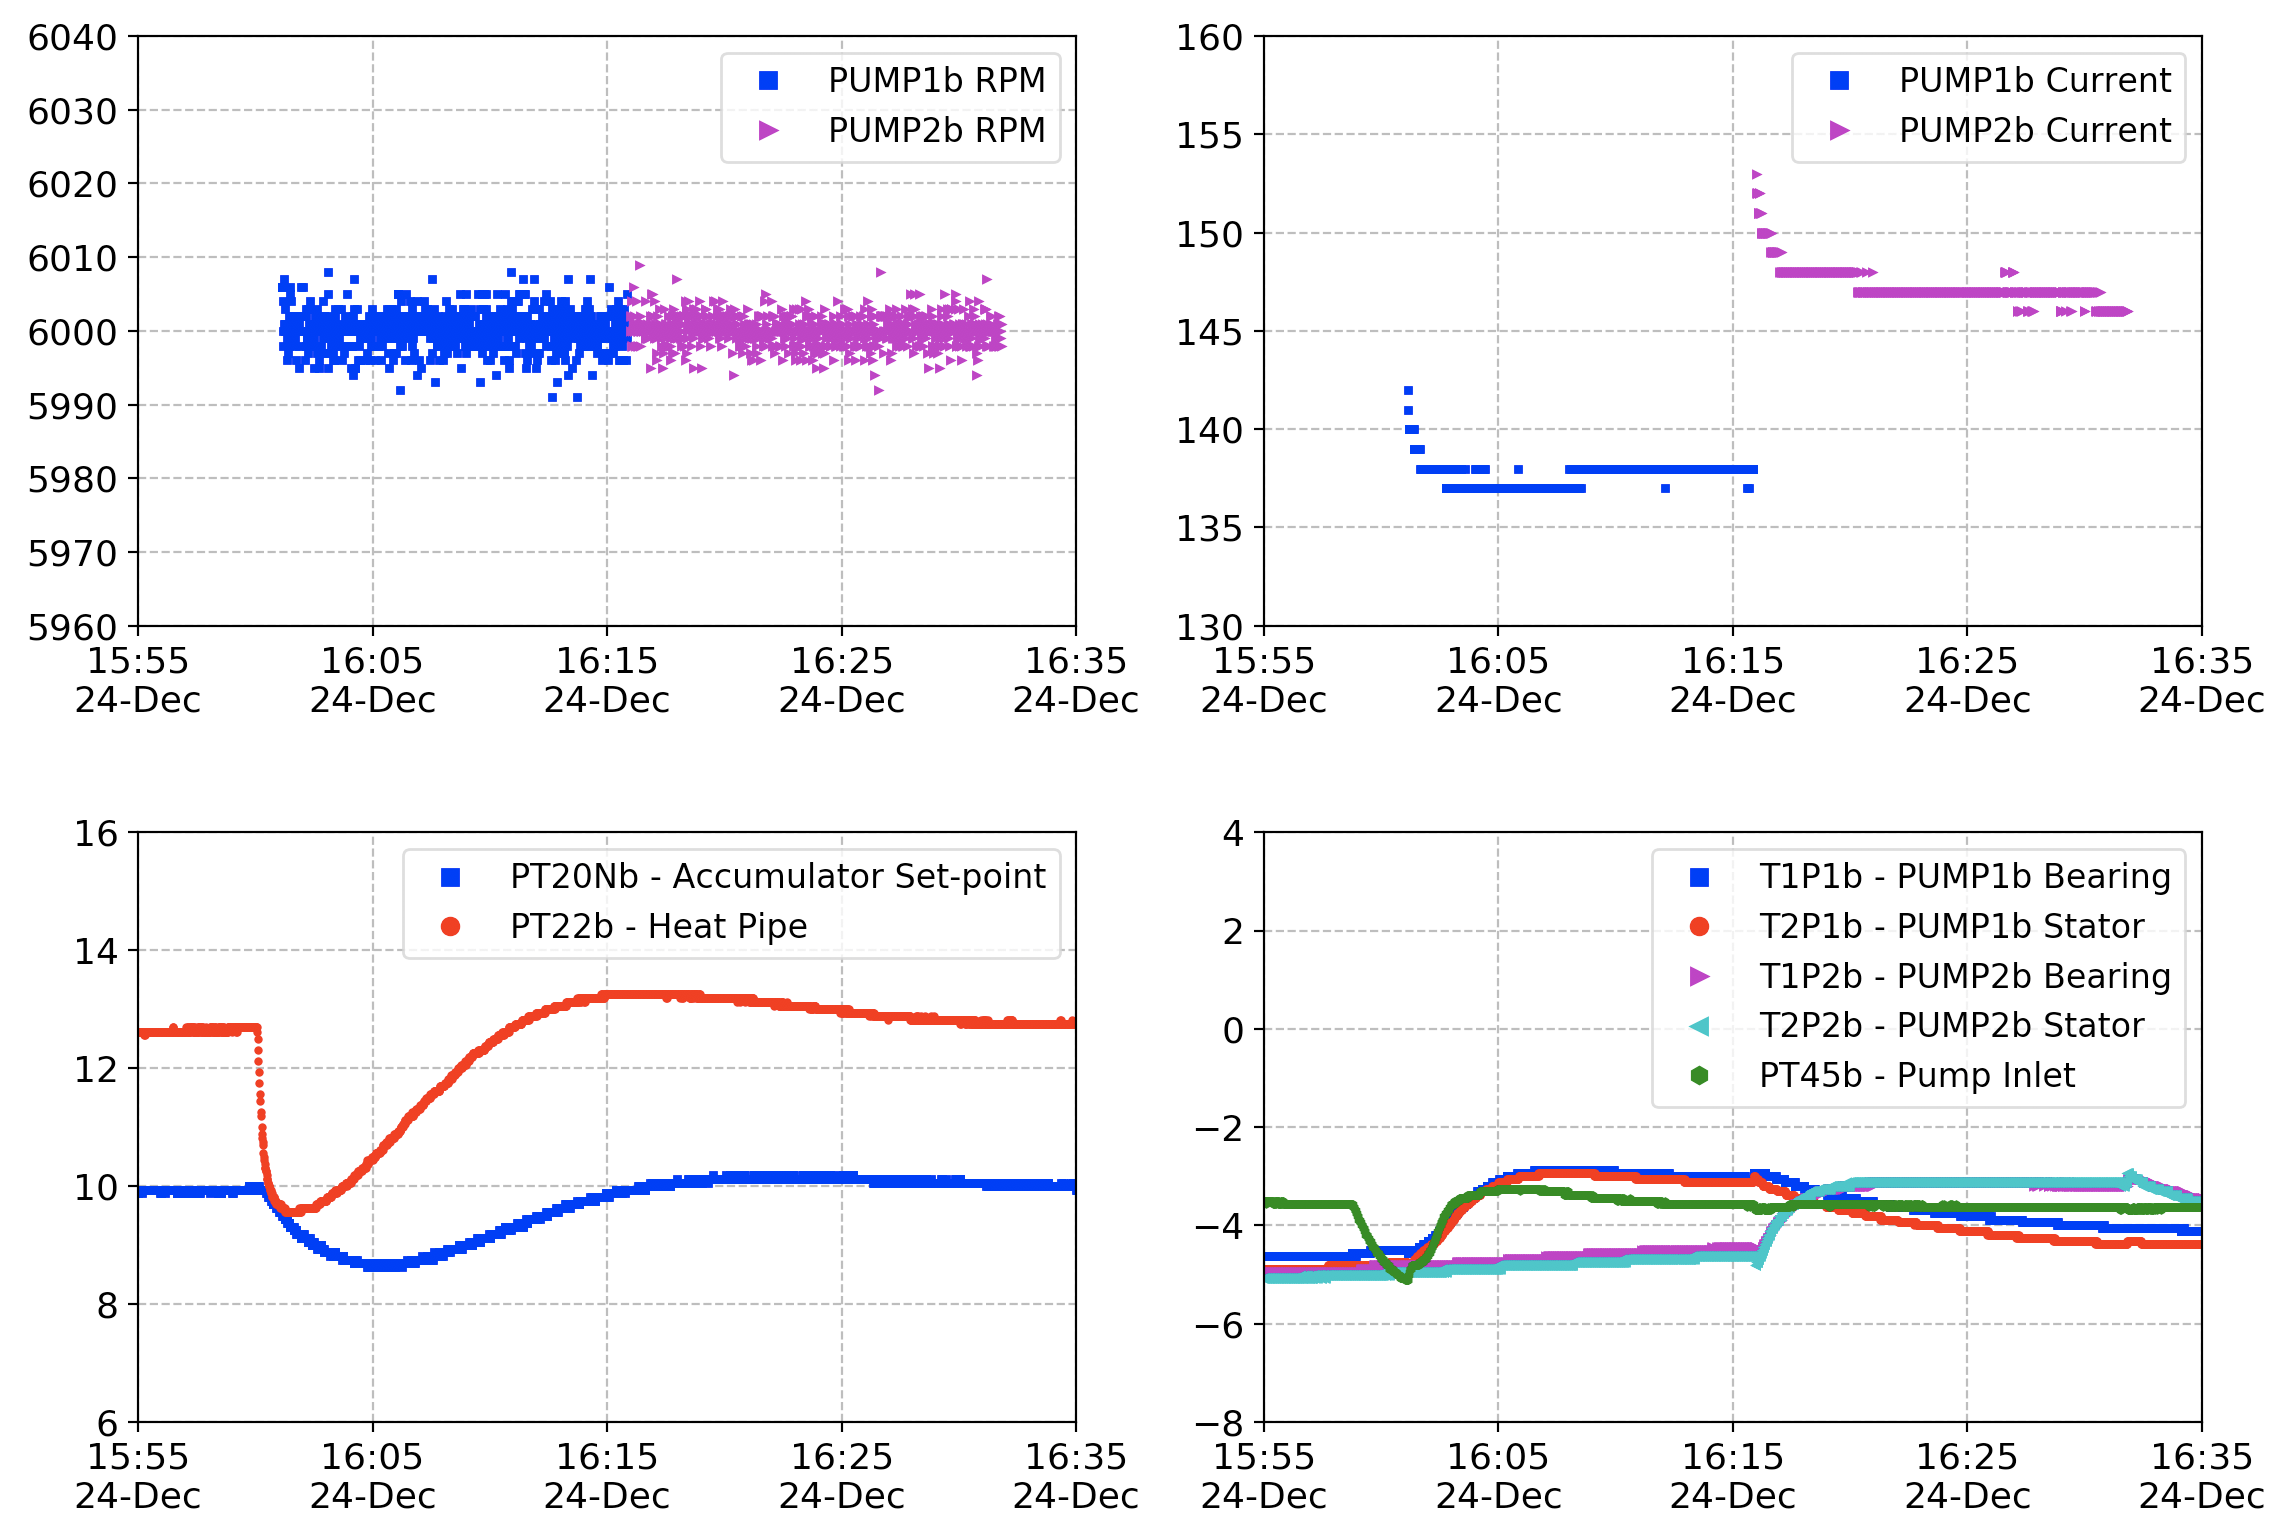 6040
6030
6020
6010
6000
5990
5980
5970
5960
15:55 16:05 16:15 16:25 16:35
24-Dec 24-Dec 24-Dec 24-Dec 24-Dec
PUMP1b RPM
PUMP2b RPM
160
155
150
145
140
135
130
15:55 16:05 16:15 16:25 16:35
24-Dec 24-Dec 24-Dec 24-Dec 24-Dec
PUMP1b Current
PUMP2b Current
16
14
12
10
8
6
15:55 16:05 16:15 16:25 16:35
24-Dec 24-Dec 24-Dec 24-Dec 24-Dec
PT20Nb - Accumulator Set-point
PT22b - Heat Pipe
4
2
0
−2
−4
−6
−8
15:55 16:05 16:15 16:25 16:35
24-Dec 24-Dec 24-Dec 24-Dec 24-Dec
T1P1b - PUMP1b Bearing
T2P1b - PUMP1b Stator
T1P2b - PUMP2b Bearing
T2P2b - PUMP2b Stator
PT45b - Pump Inlet